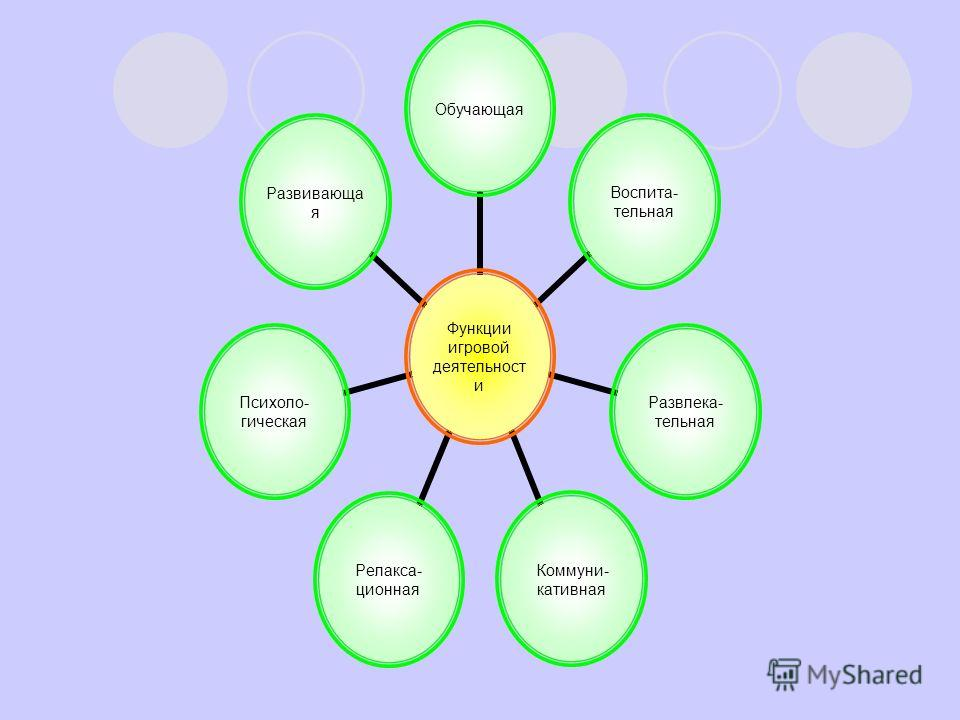 Обучающая
Воспита-
тельная
Развлека-
тельная
Коммуни-
кативная
Релакса-
ционная
Психоло-
гическая
Развивающа
я
Функции
игровой
деятельност
и
MyShared